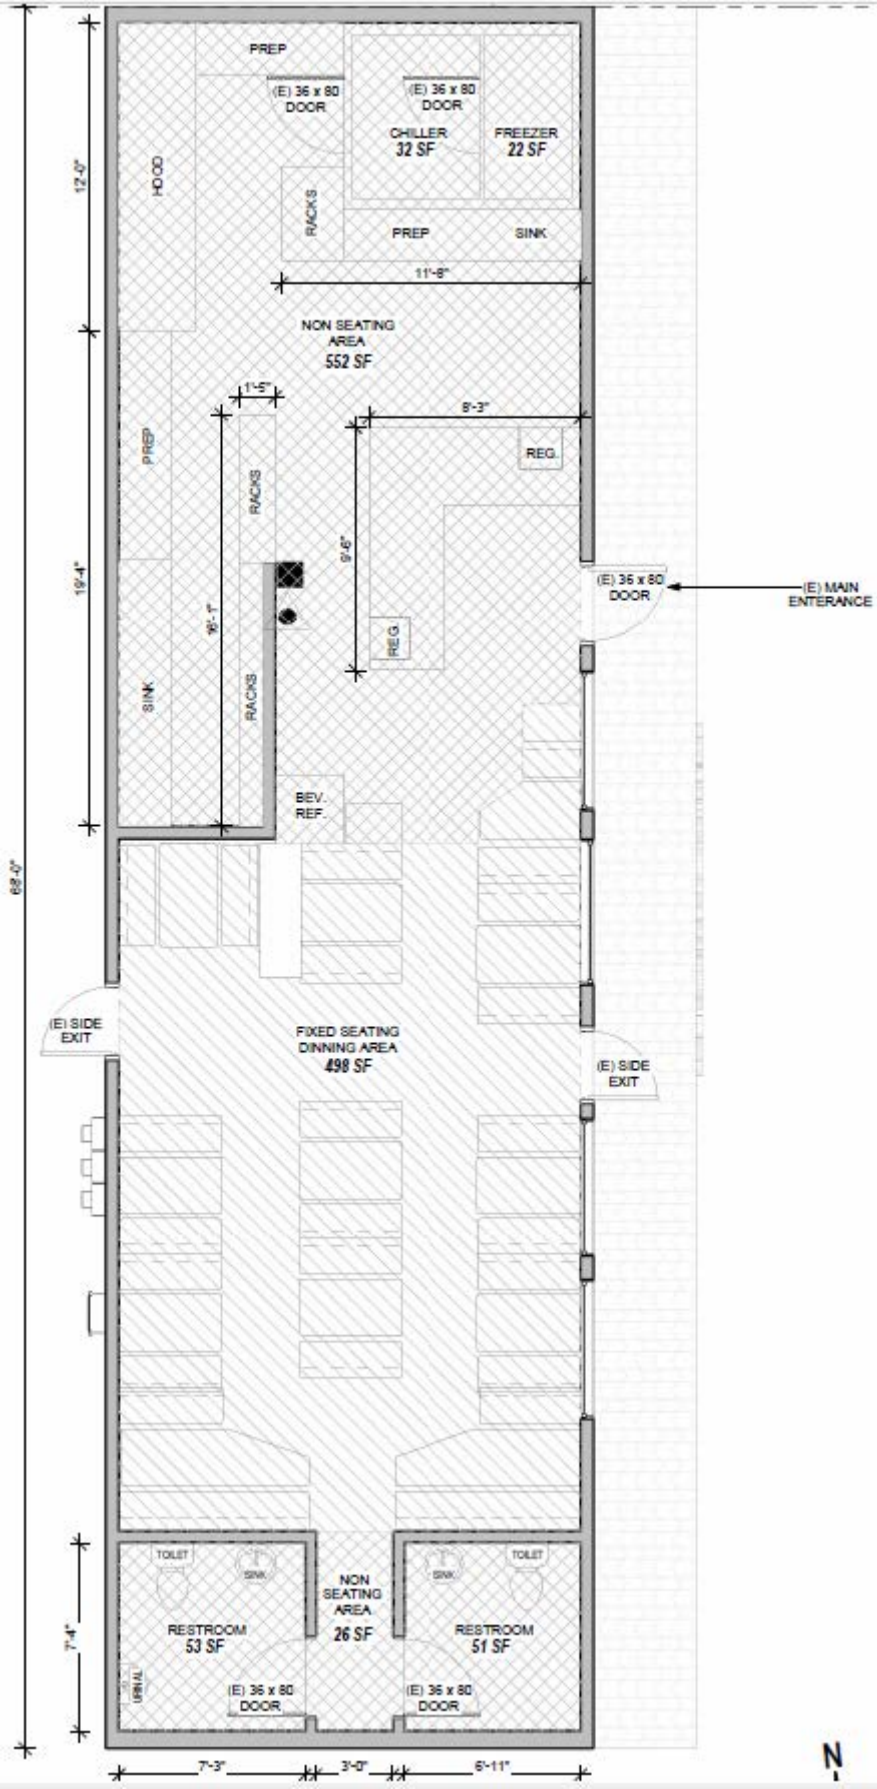 PREP
(E) 36 x 80
DOOR
(E) 36 x 80
DOOR
CHILLER
32 SF
FREEZER
22 SF
HOOD
12'-0"
RACKS
PREP
SINK
11'-8"
NON SEATING
AREA
552 SF
1'-5"
8'-3"
REG.
PREP
RACKS
9'-6"
19'-4"
(E) 36 x 80
DOOR
(E) MAIN
ENTERANCE
16'-1"
REG.
SINK
RACKS
BEV.
REF.
68'-0"
(E) SIDE
EXIT
FIXED SEATING
DINNING AREA
498 SF
(E) SIDE
EXIT
TOILET
SINK
SINK
TOILET
NON
SEATING
AREA
26 SF
RESTROOM
53 SF
RESTROOM
51 SF
7'-4"
URINAL
(E) 36 x 80
DOOR
(E) 36 x 80
DOOR
7'-3"
3'-0"
6'-11"
N